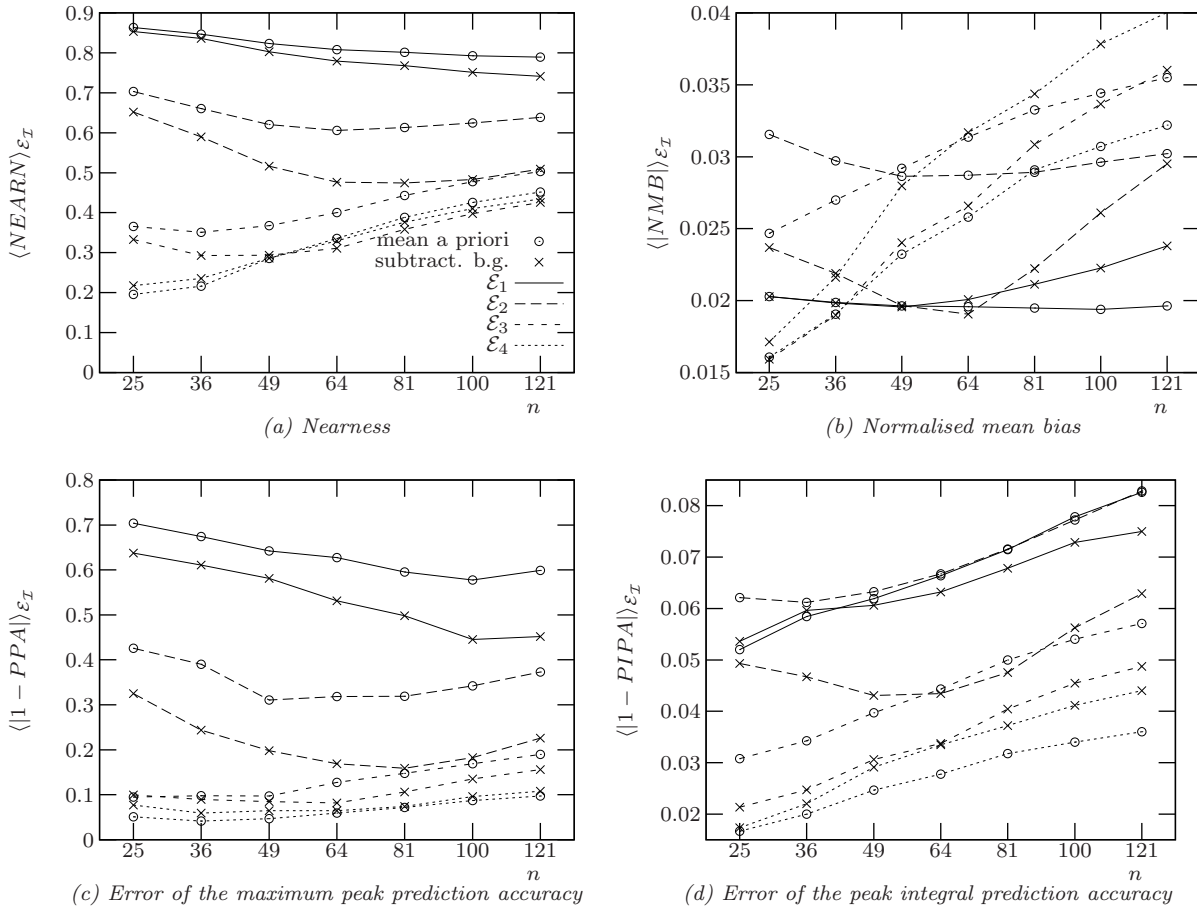 0.9
0.8
0.7
0.6
0.5
0.4
0.3
0.2
0.1
0
⟨NEARN⟩ℰ_ℐ
mean a priori
subtract. b.g.
ℰ1
ℰ2
ℰ3
ℰ4
25 36 49 64 81 100 121
n
(a) Nearness
0.04
0.035
0.03
0.025
0.02
0.015
⟨|NMB|⟩ℰ_ℐ
25 36 49 64 81 100 121
n
(b) Normalised mean bias
0.8
0.7
0.6
0.5
0.4
0.3
0.2
0.1
0
⟨|1 − PPA|⟩ℰ_ℐ
25 36 49 64 81 100 121
n
(c) Error of the maximum peak prediction accuracy
0.08
0.07
0.06
0.05
0.04
0.03
0.02
⟨|1 − PIPA|⟩ℰ_ℐ
25 36 49 64 81 100 121
n
(d) Error of the peak integral prediction accuracy